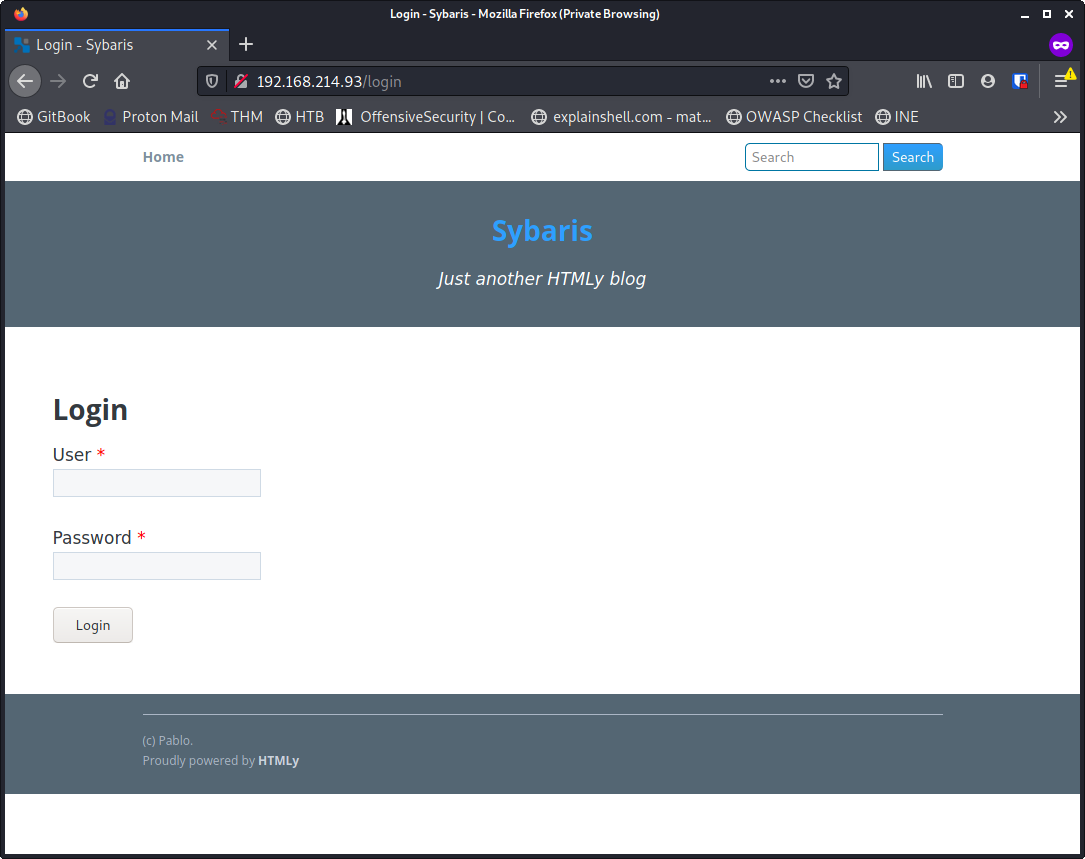 Login - Sybaris - Mozilla Firefox (Private Browsing)
Login - Sybaris
192.168.214.93/login
GitBook Proton Mail THM HTB OffensiveSecurity | Co... explainshell.com - mat... OWASP Checklist INE
Home Search Search
Sybaris
Just another HTMLy blog
Login
User *
Password *
Login
(c) Pablo.
Proudly powered by HTMLy